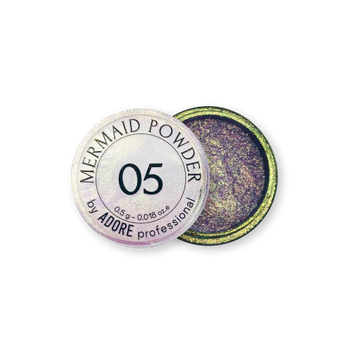 MERMAID POWDER
05
0.5 g - 0.018 oz.e
by ADORE professional